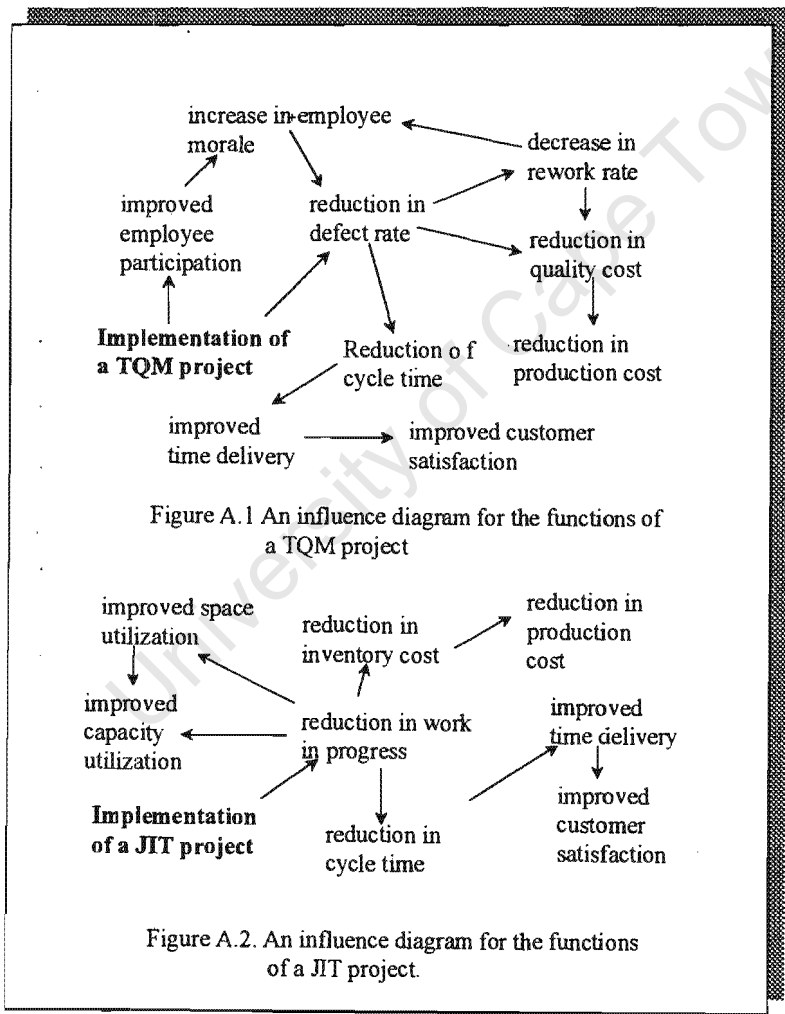 increase in employee
morale
decrease in
rework rate
improved
employee
participation
reduction in
defect rate
reduction in
quality cost
Implementation of
a TQM project
Reduction o f
cycle time
reduction in
production cost
improved
time delivery
improved customer
satisfaction
Figure A.1 An influence diagram for the functions of
a TQM project
improved space
utilization
reduction in
inventory cost
reduction in
production
cost
improved
capacity
utilization
reduction in work
in progress
improved
time delivery
Implementation
of a JIT project
reduction in
cycle time
improved
customer
satisfaction
Figure A.2. An influence diagram for the functions
of a JIT project.
University of Cape Tow